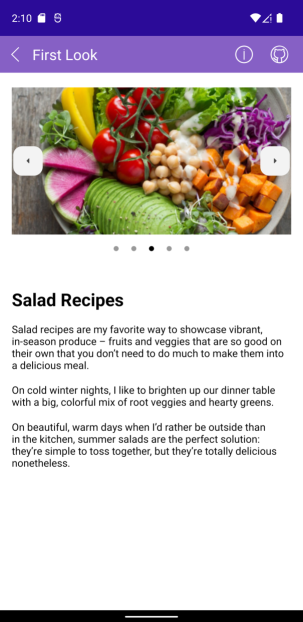 2:10
First Look
Salad Recipes
Salad recipes are my favorite way to showcase vibrant,
in-season produce – fruits and veggies that are so good on
their own that you don't need to do much to make them into
a delicious meal.
On cold winter nights, I like to brighten up our dinner table
with a big, colorful mix of root veggies and hearty greens.
On beautiful, warm days when I'd rather be outside than
in the kitchen, summer salads are the perfect solution:
they're simple to toss together, but they're totally delicious
nonetheless.